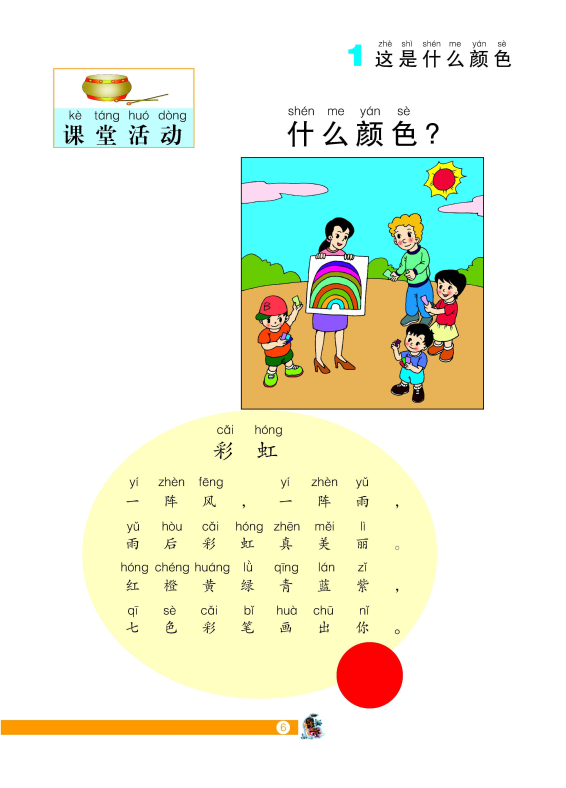 zhè shì shén me yán sè
1 这是什么颜色
kè táng huó dòng
课堂活动
shén me yán sè
什么颜色？
B
cǎi hóng
彩虹
yí zhèn fēng yí zhèn yǔ
一阵风，一阵雨，
yǔ hòu cǎi hóng zhēn měi lì
雨后彩虹真美丽。
hóng chéng huáng lǜ qīng lán zǐ
红橙黄绿青蓝紫，
qī sè cǎi bǐ huà chū nǐ
七色彩笔画出你。
6